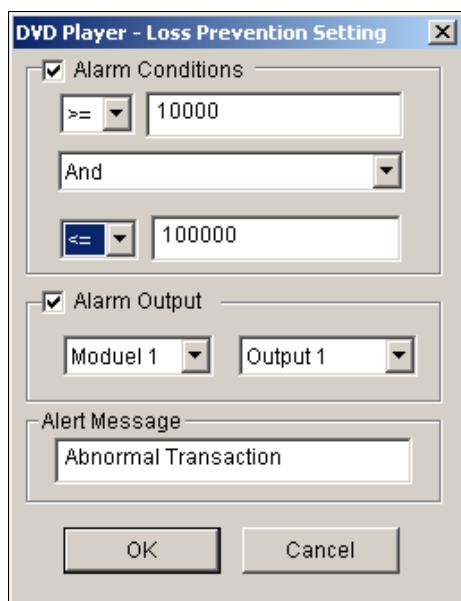 DVD Player - Loss Prevention Setting
Alarm Conditions
>= 10000
And
<= 100000
Alarm Output
Moduel 1 Output 1
Alert Message
Abnormal Transaction
OK Cancel